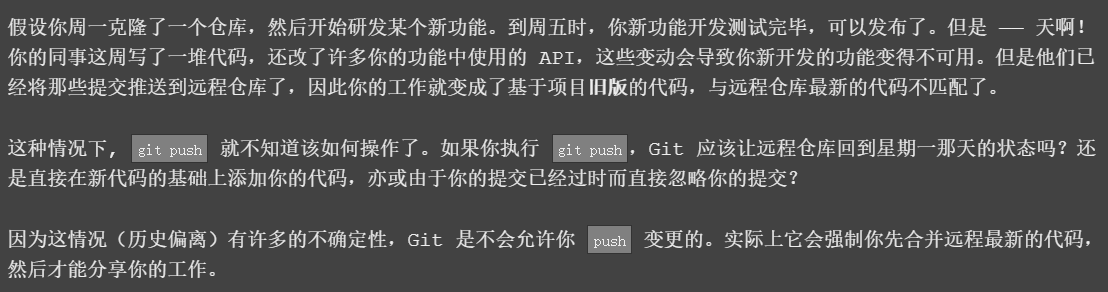 假设你周一克隆了一个仓库，然后开始研发某个新功能。到周五时，你新功能开发测试完毕，可以发布了。但是 —— 天啊！
你的同事这周写了一堆代码，还改了许多你的功能中使用的 API，这些变动会导致你新开发的功能变得不可用。但是他们已
经将那些提交推送到远程仓库了，因此你的工作就变成了基于项目旧版的代码，与远程仓库最新的代码不匹配了。
这种情况下, git push 就不知道该如何操作了。如果你执行 git push，Git 应该让远程仓库回到星期一那天的状态吗？还
是直接在新代码的基础上添加你的代码，亦或由于你的提交已经过时而直接忽略你的提交？
因为这情况（历史偏离）有许多的不确定性，Git 是不会允许你 push 变更的。实际上它会强制你先合并远程最新的代码，
然后才能分享你的工作。